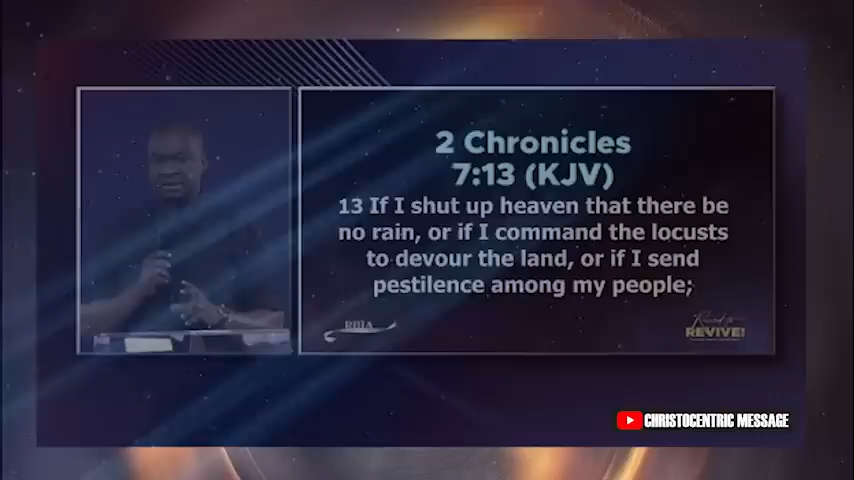 2 Chronicles
7:13 (KJV)
13 If I shut up heaven that there be
no rain, or if I command the locusts
to devour the land, or if I send
pestilence among my people;
REVIVE!
CHRISTOCENTRIC MESSAGE